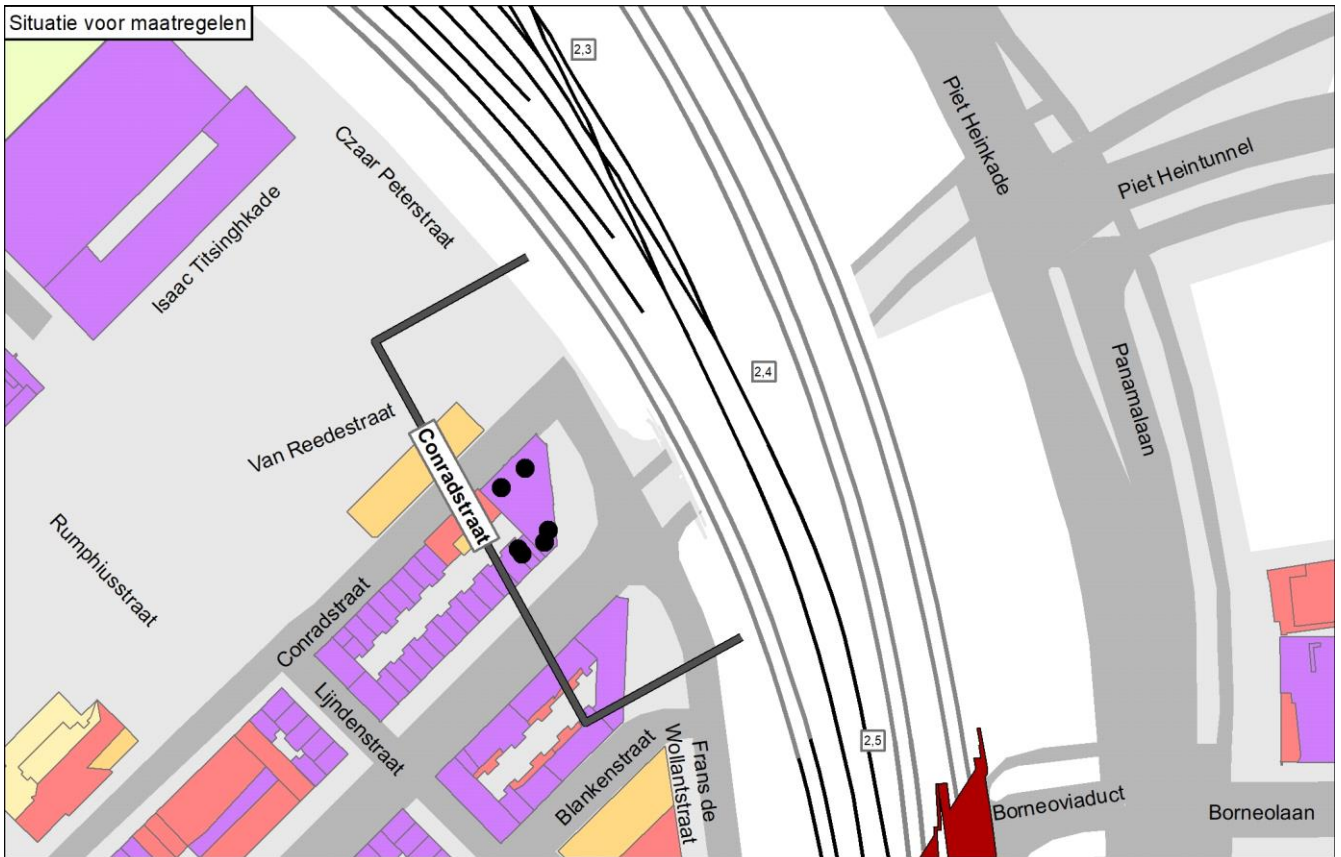 Situatie voor maatregelen
2,3
Piet Heinkade
Piet Heintunnel
Czaar Peterstraat
Isaac Titsinghkade
Panamalaan
2,4
Van Reedestraat
Conradstraat
Rumphiusstraat
Conradstraat
Lijndenstraat
Blankenstraat
Frans de
Wollantstraat
2,5
Borneoviaduct
Borneolaan